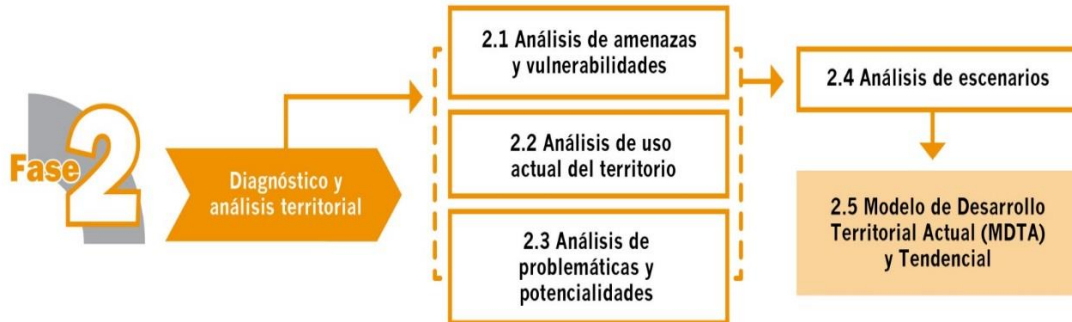 Fase 2
Diagnóstico y
análisis territorial
2.1 Análisis de amenazas
y vulnerabilidades
2.2 Análisis de uso
actual del territorio
2.3 Análisis de
problemáticas y
potencialidades
2.4 Análisis de escenarios
2.5 Modelo de Desarrollo
Territorial Actual (MDTA)
y Tendencial